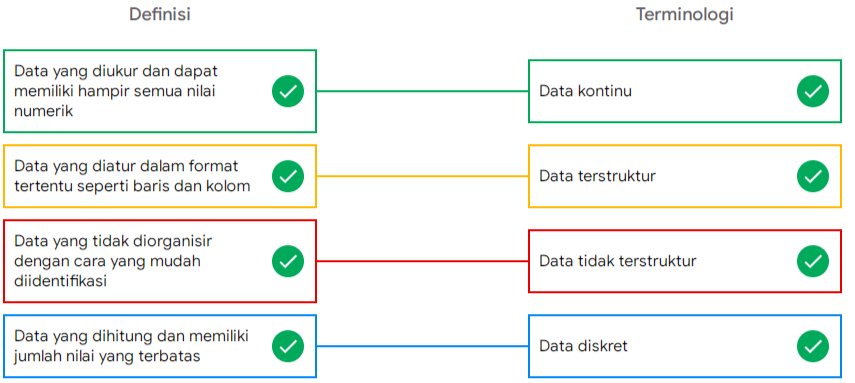 Definisi
Terminologi
Data yang diukur dan dapat
memiliki hampir semua nilai
numerik
Data kontinu
Data yang diatur dalam format
tertentu seperti baris dan kolom
Data terstruktur
Data yang tidak diorganisir
dengan cara yang mudah
diidentifikasi
Data tidak terstruktur
Data yang dihitung dan memiliki
jumlah nilai yang terbatas
Data diskret